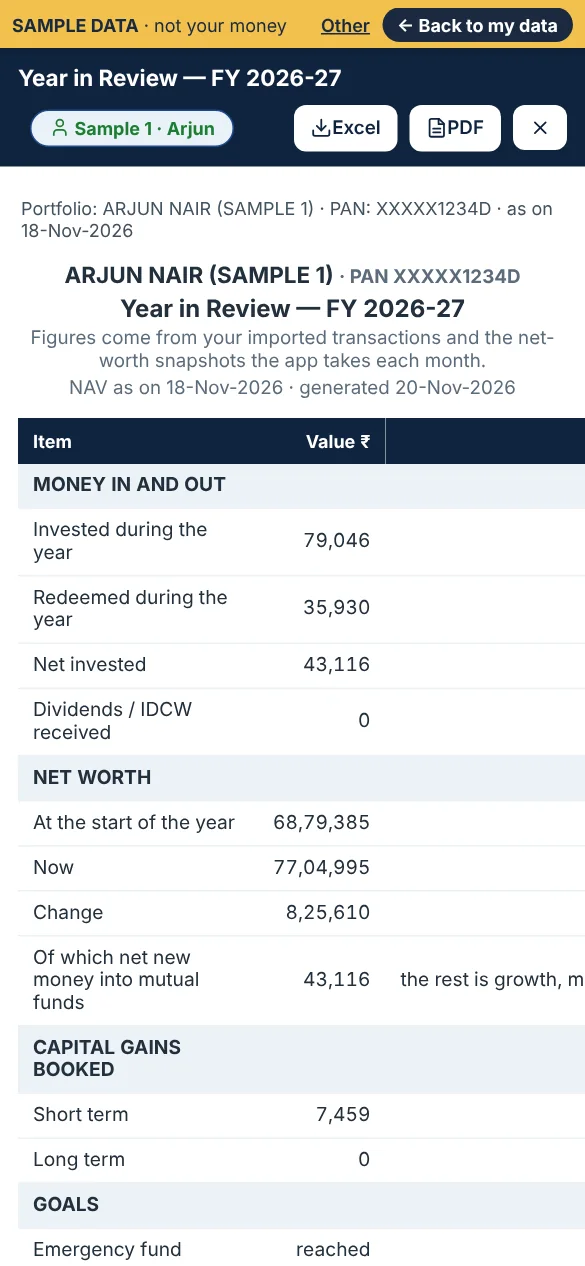 SAMPLE DATA · not your money Other ← Back to my data
Year in Review — FY 2026-27
Sample 1 · Arjun Excel PDF ×
Portfolio: ARJUN NAIR (SAMPLE 1) · PAN: XXXXX1234D · as on
18-Nov-2026
ARJUN NAIR (SAMPLE 1) · PAN XXXXX1234D
Year in Review — FY 2026-27
Figures come from your imported transactions and the net-
worth snapshots the app takes each month.
NAV as on 18-Nov-2026 · generated 20-Nov-2026
Item Value ₹
MONEY IN AND OUT
Invested during the
year 79,046
Redeemed during the
year 35,930
Net invested 43,116
Dividends / IDCW
received 0
NET WORTH
At the start of the year 68,79,385
Now 77,04,995
Change 8,25,610
Of which net new
money into mutual 43,116 the rest is growth, m
funds
CAPITAL GAINS
BOOKED
Short term 7,459
Long term 0
GOALS
Emergency fund reached